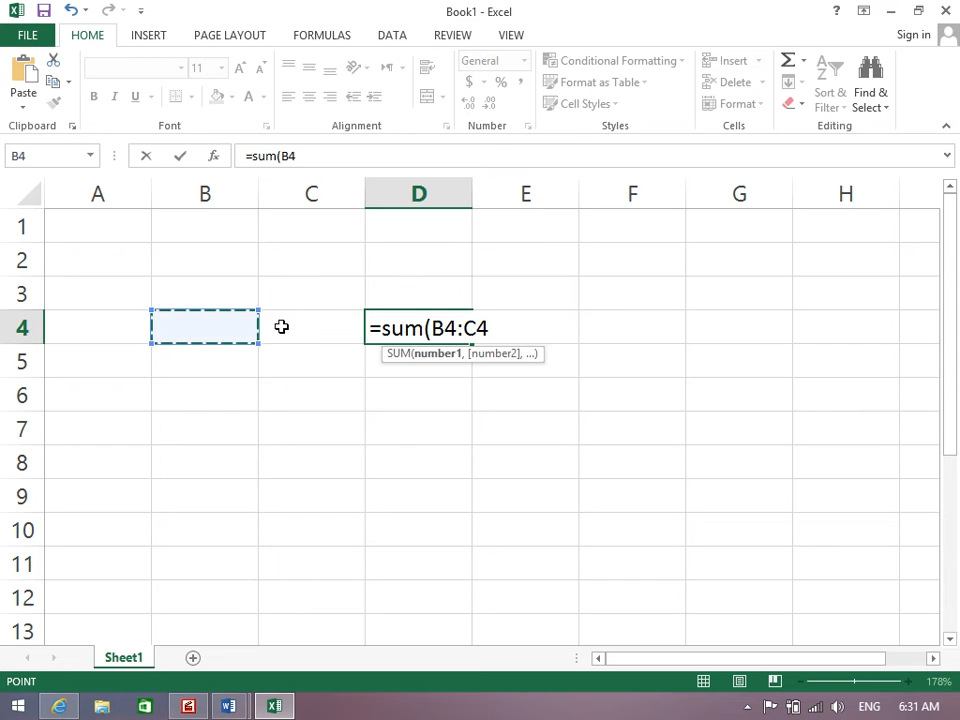 Book1 - Excel
FILE HOME INSERT PAGE LAYOUT FORMULAS DATA REVIEW VIEW Sign in
Paste
11
B I U A
General
$ % ,
Conditional Formatting
Format as Table
Cell Styles
Insert
Delete
Format
Sort & Filter
Find & Select
Clipboard Font Alignment Number Styles Cells Editing
B4 =sum(B4
A B C D E F G H
1
2
3
4 =sum(B4:C4
SUM(number1, [number2], ...)
5
6
7
8
9
10
11
12
13
Sheet1
POINT 178%
ENG 6:31 AM